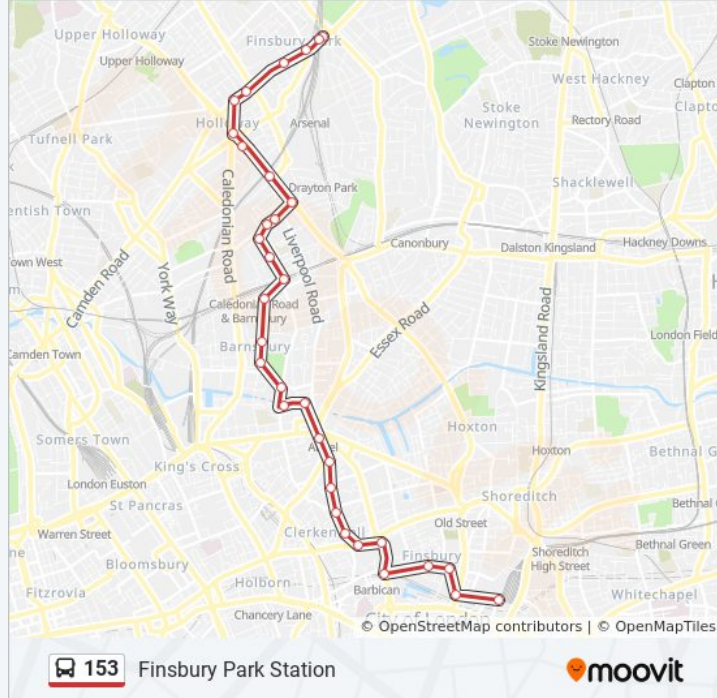 Upper Holloway
Finsbury Park
Stoke Newington
Upper Holloway
West Hackney
Clapton
Stoke
Newington
Holloway
Arsenal
Rectory Road
Tufnell Park
Drayton Park
Shacklewell
Caledonian Road
entish Town
Liverpool Road
Canonbury
Dalston Kingsland
Hackney Downs
own West
Camden Road
York Way
Caledonian Road
& Barnsbury
Essex Road
Kingsland Road
London Field
Camden Town
Barnsbury
Somers Town
Hoxton
King's Cross
Angel
Hoxton
Bethnal G
London Euston
Shoreditch
St Pancras
Bethnal
Warren Street
Clerkenwell
Old Street
ne
Bloomsbury
Finsbury
Shoreditch
High Street
Bethnal Green
Fitzrovia
Holborn
Barbican
Whitechapel
Chancery Lane
City of London
© OpenStreetMap contributors | © OpenMapTiles
153 Finsbury Park Station
moovit